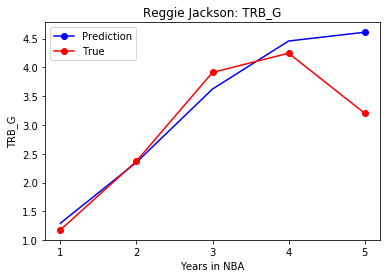 Reggie Jackson: TRB_G
Prediction
True
TRB_G
4.5
4.0
3.5
3.0
2.5
2.0
1.5
1.0
1 2 3 4 5
Years in NBA